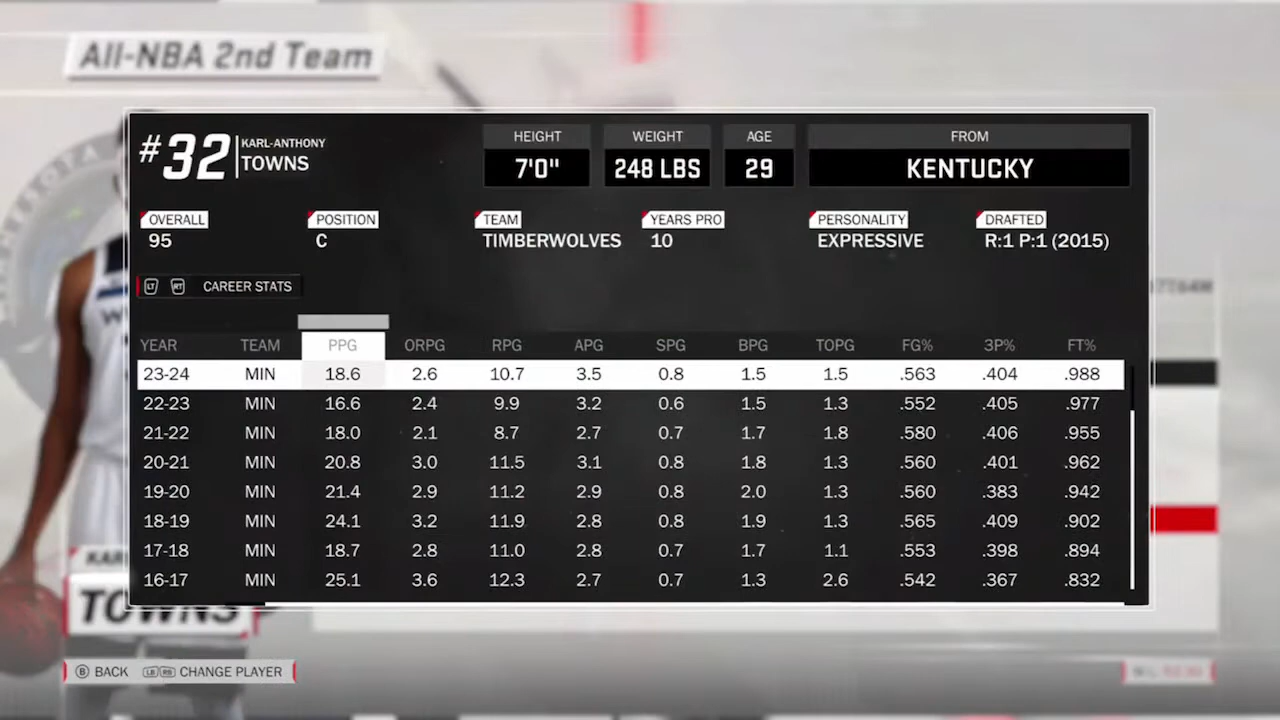 All-NBA 2nd Team
#32 KARL-ANTHONY TOWNS
HEIGHT WEIGHT AGE FROM
7'0" 248 LBS 29 KENTUCKY
OVERALL POSITION TEAM YEARS PRO PERSONALITY DRAFTED
95 C TIMBERWOLVES 10 EXPRESSIVE R:1 P:1 (2015)
LT RT CAREER STATS
YEAR TEAM PPG ORPG RPG APG SPG BPG TOPG FG% 3P% FT%
23-24 MIN 18.6 2.6 10.7 3.5 0.8 1.5 1.5 .563 .404 .988
22-23 MIN 16.6 2.4 9.9 3.2 0.6 1.5 1.3 .552 .405 .977
21-22 MIN 18.0 2.1 8.7 2.7 0.7 1.7 1.8 .580 .406 .955
20-21 MIN 20.8 3.0 11.5 3.1 0.8 1.8 1.3 .560 .401 .962
19-20 MIN 21.4 2.9 11.2 2.9 0.8 2.0 1.3 .560 .383 .942
18-19 MIN 24.1 3.2 11.9 2.8 0.8 1.9 1.3 .565 .409 .902
17-18 MIN 18.7 2.8 11.0 2.8 0.7 1.7 1.1 .553 .398 .894
16-17 MIN 25.1 3.6 12.3 2.7 0.7 1.3 2.6 .542 .367 .832
TOWNS
B BACK LB RB CHANGE PLAYER